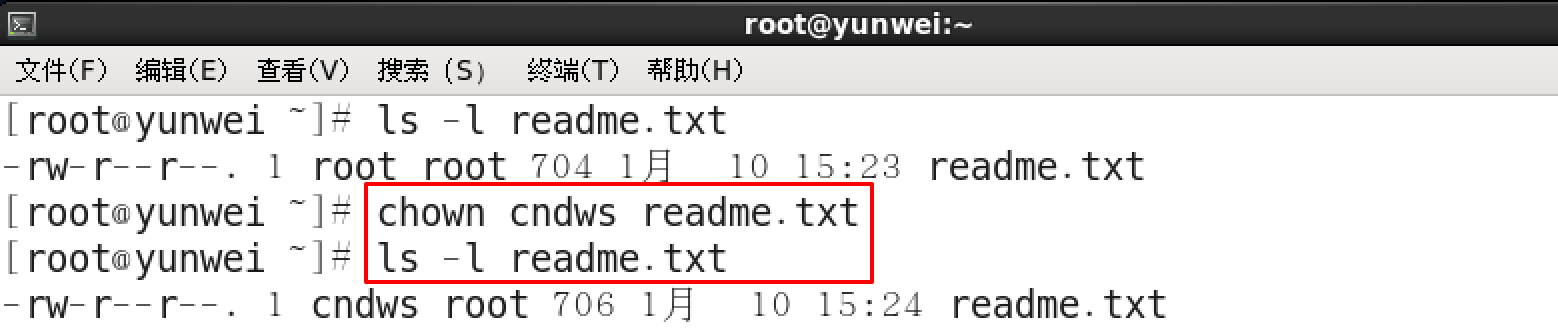 root@yunwei:~
文件(F) 编辑(E) 查看(V) 搜索 (S) 终端(T) 帮助(H)
[root@yunwei ~]# ls -l readme.txt
-rw-r--r--. 1 root root 704 1月  10 15:23 readme.txt
[root@yunwei ~]# chown cndws readme.txt
[root@yunwei ~]# ls -l readme.txt
-rw-r--r--. 1 cndws root 706 1月  10 15:24 readme.txt